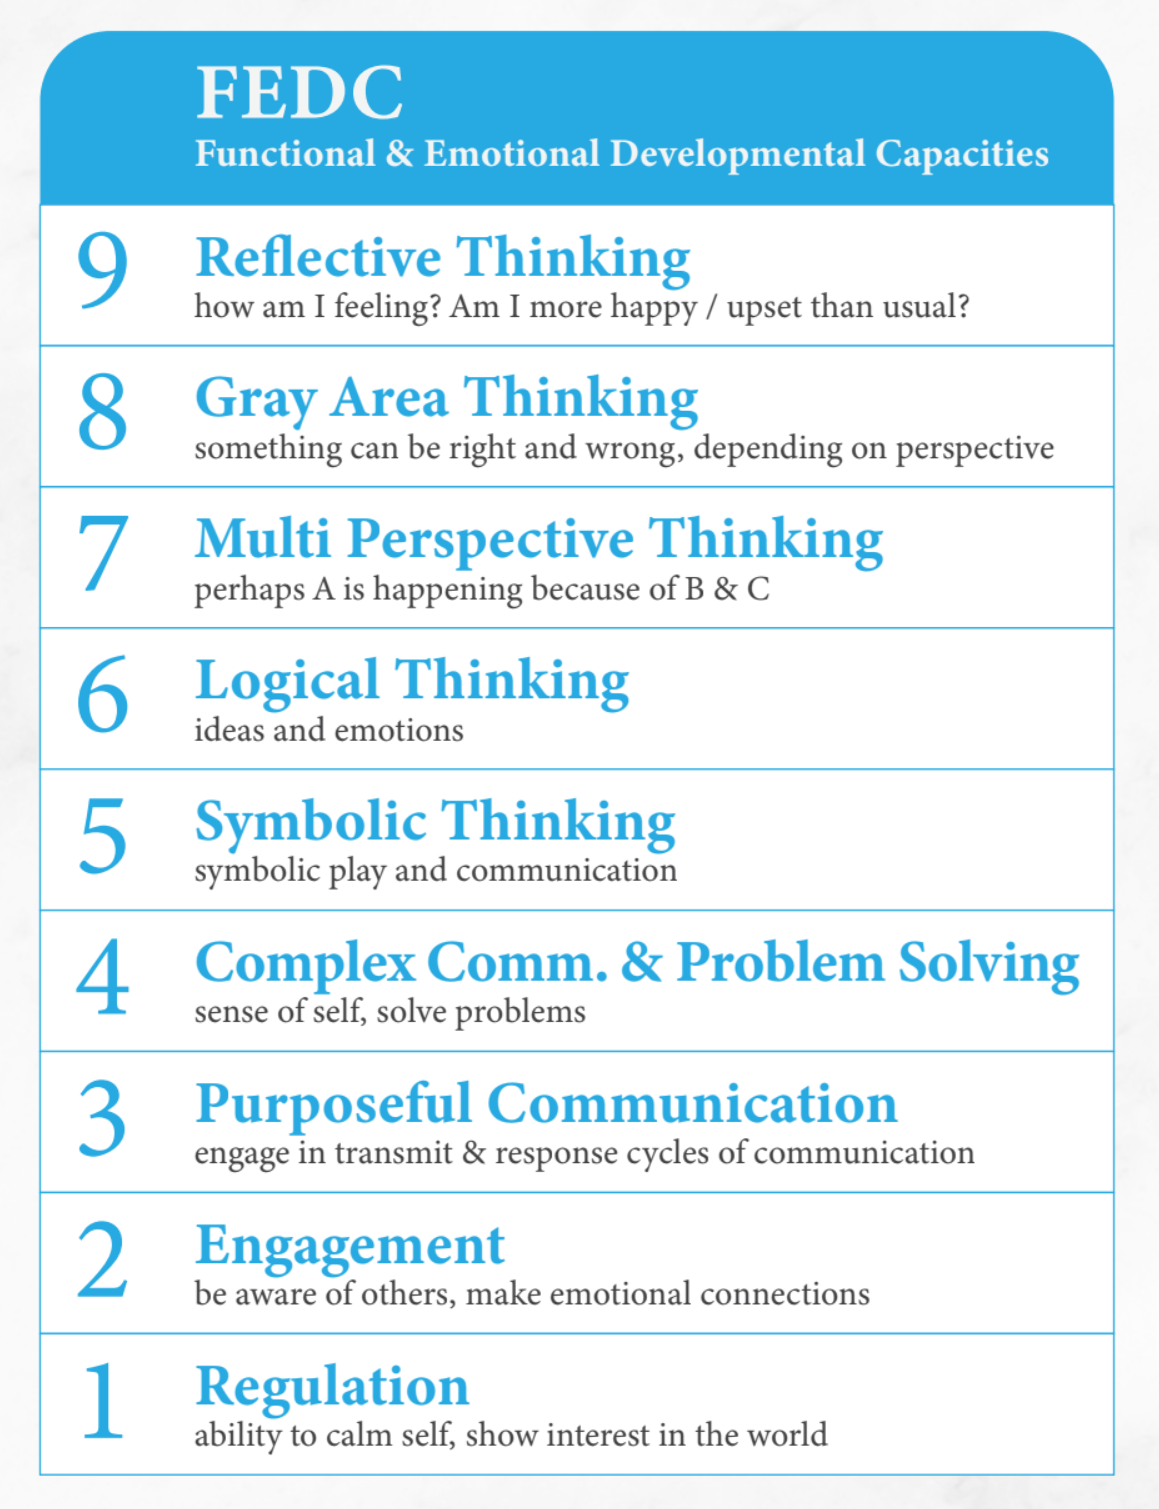 FEDC
Functional & Emotional Developmental Capacities
9
Reflective Thinking
how am I feeling? Am I more happy / upset than usual?
8
Gray Area Thinking
something can be right and wrong, depending on perspective
7
Multi Perspective Thinking
perhaps A is happening because of B & C
6
Logical Thinking
ideas and emotions
5
Symbolic Thinking
symbolic play and communication
4
Complex Comm. & Problem Solving
sense of self, solve problems
3
Purposeful Communication
engage in transmit & response cycles of communication
2
Engagement
be aware of others, make emotional connections
1
Regulation
ability to calm self, show interest in the world